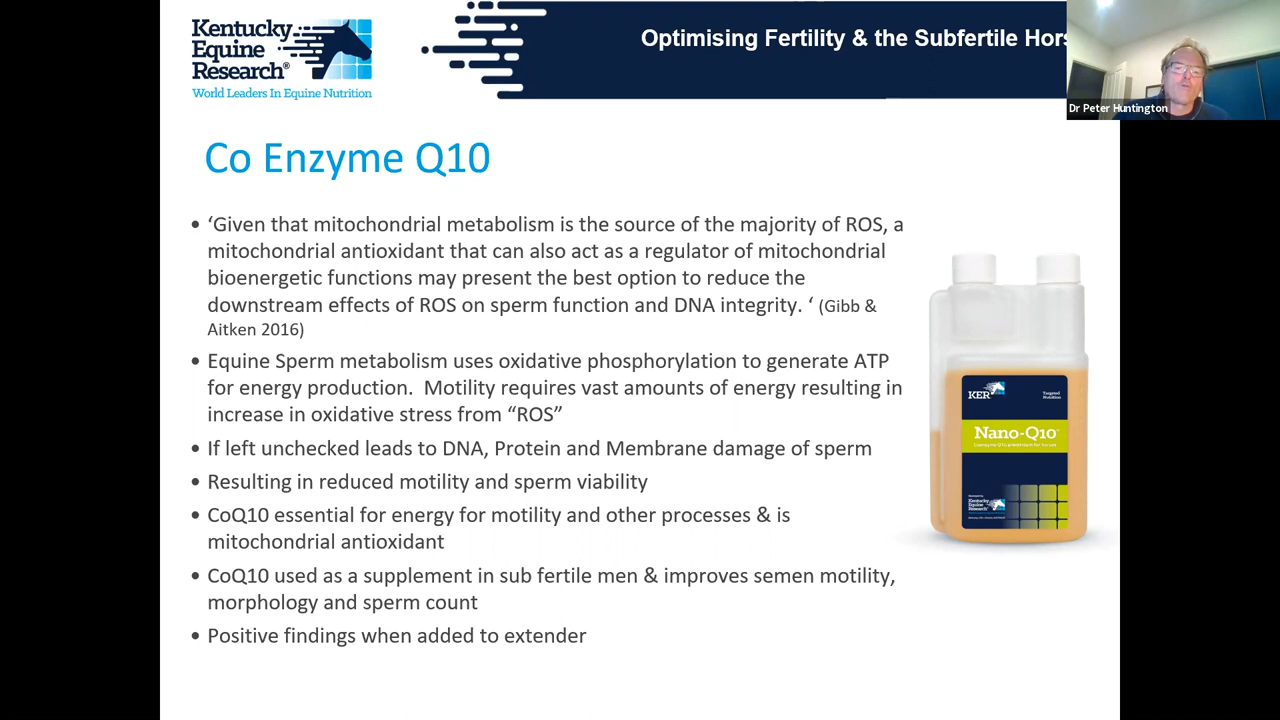 Kentucky
Equine
Research®
World Leaders In Equine Nutrition
Optimising Fertility & the Subfertile Hors
Dr Peter Huntington
Co Enzyme Q10
• ‘Given that mitochondrial metabolism is the source of the majority of ROS, a
mitochondrial antioxidant that can also act as a regulator of mitochondrial
bioenergetic functions may present the best option to reduce the
downstream effects of ROS on sperm function and DNA integrity. ‘ (Gibb &
Aitken 2016)
• Equine Sperm metabolism uses oxidative phosphorylation to generate ATP
for energy production.  Motility requires vast amounts of energy resulting in
increase in oxidative stress from “ROS”
• If left unchecked leads to DNA, Protein and Membrane damage of sperm
• Resulting in reduced motility and sperm viability
• CoQ10 essential for energy for motility and other processes & is
mitochondrial antioxidant
• CoQ10 used as a supplement in sub fertile men & improves semen motility,
morphology and sperm count
• Positive findings when added to extender
KER
Targeted
Nutrition
Nano-Q10™
Kentucky
Equine
Research